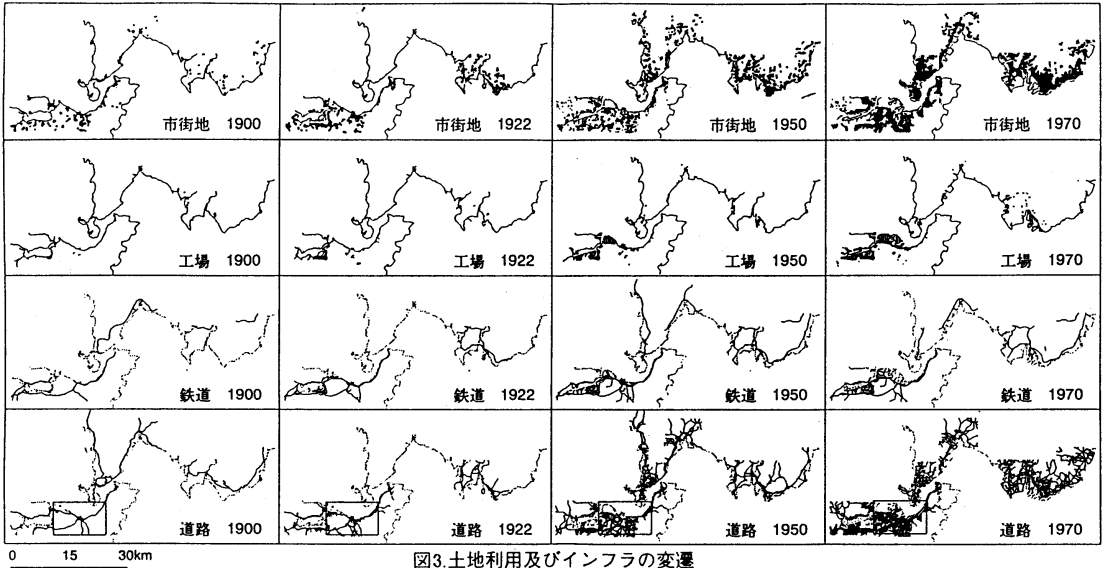 市街地 1900
市街地 1922
市街地 1950
市街地 1970
工場 1900
工場 1922
工場 1950
工場 1970
鉄道 1900
鉄道 1922
鉄道 1950
鉄道 1970
道路 1900
道路 1922
道路 1950
道路 1970
0 15 30km
図3.土地利用及びインフラの変遷